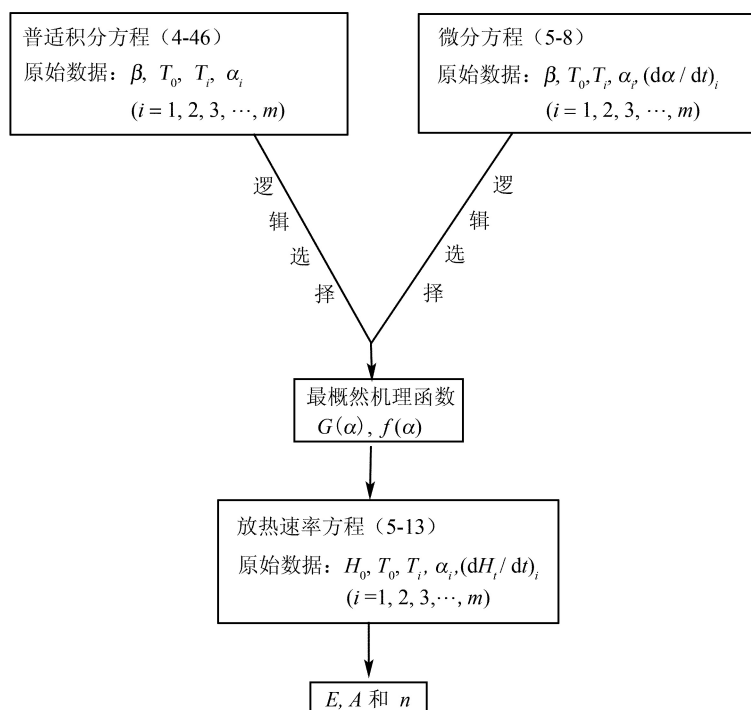 普适积分方程（4-46）
原始数据：β, T₀, Tᵢ, αᵢ
(i = 1, 2, 3, ⋯, m)
微分方程（5-8）
原始数据：β, T₀, Tᵢ, αᵢ, (dα / dt)ᵢ
(i = 1, 2, 3, ⋯, m)
逻辑选择
逻辑选择
最概然机理函数
G(α), f(α)
放热速率方程（5-13）
原始数据：H₀, T₀, Tᵢ, αᵢ, (dHₜ / dt)ᵢ
(i =1, 2, 3,⋯, m)
E, A 和 n